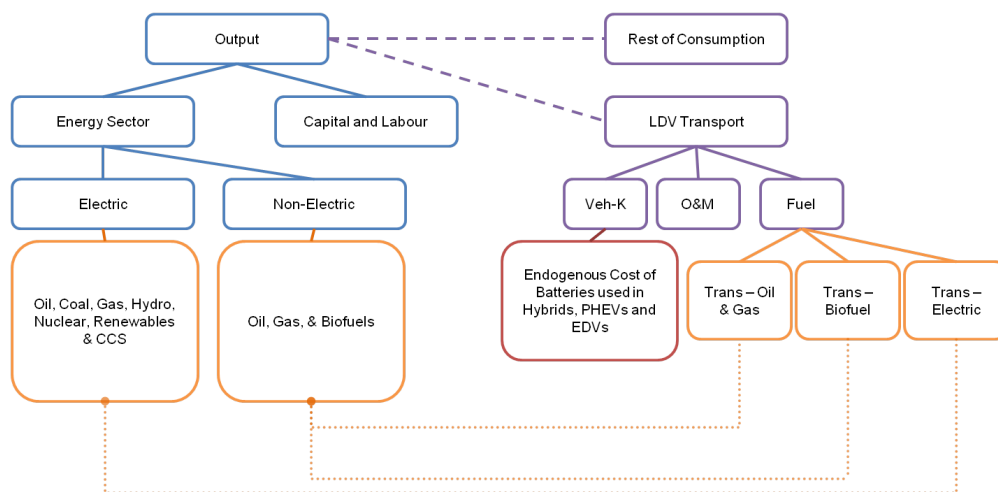 Output
Rest of Consumption
Energy Sector
Capital and Labour
LDV Transport
Electric
Non-Electric
Veh-K
O&M
Fuel
Oil, Coal, Gas, Hydro,
Nuclear, Renewables
& CCS
Oil, Gas, & Biofuels
Endogenous Cost of
Batteries used in
Hybrids, PHEVs and
EDVs
Trans – Oil
& Gas
Trans –
Biofuel
Trans –
Electric